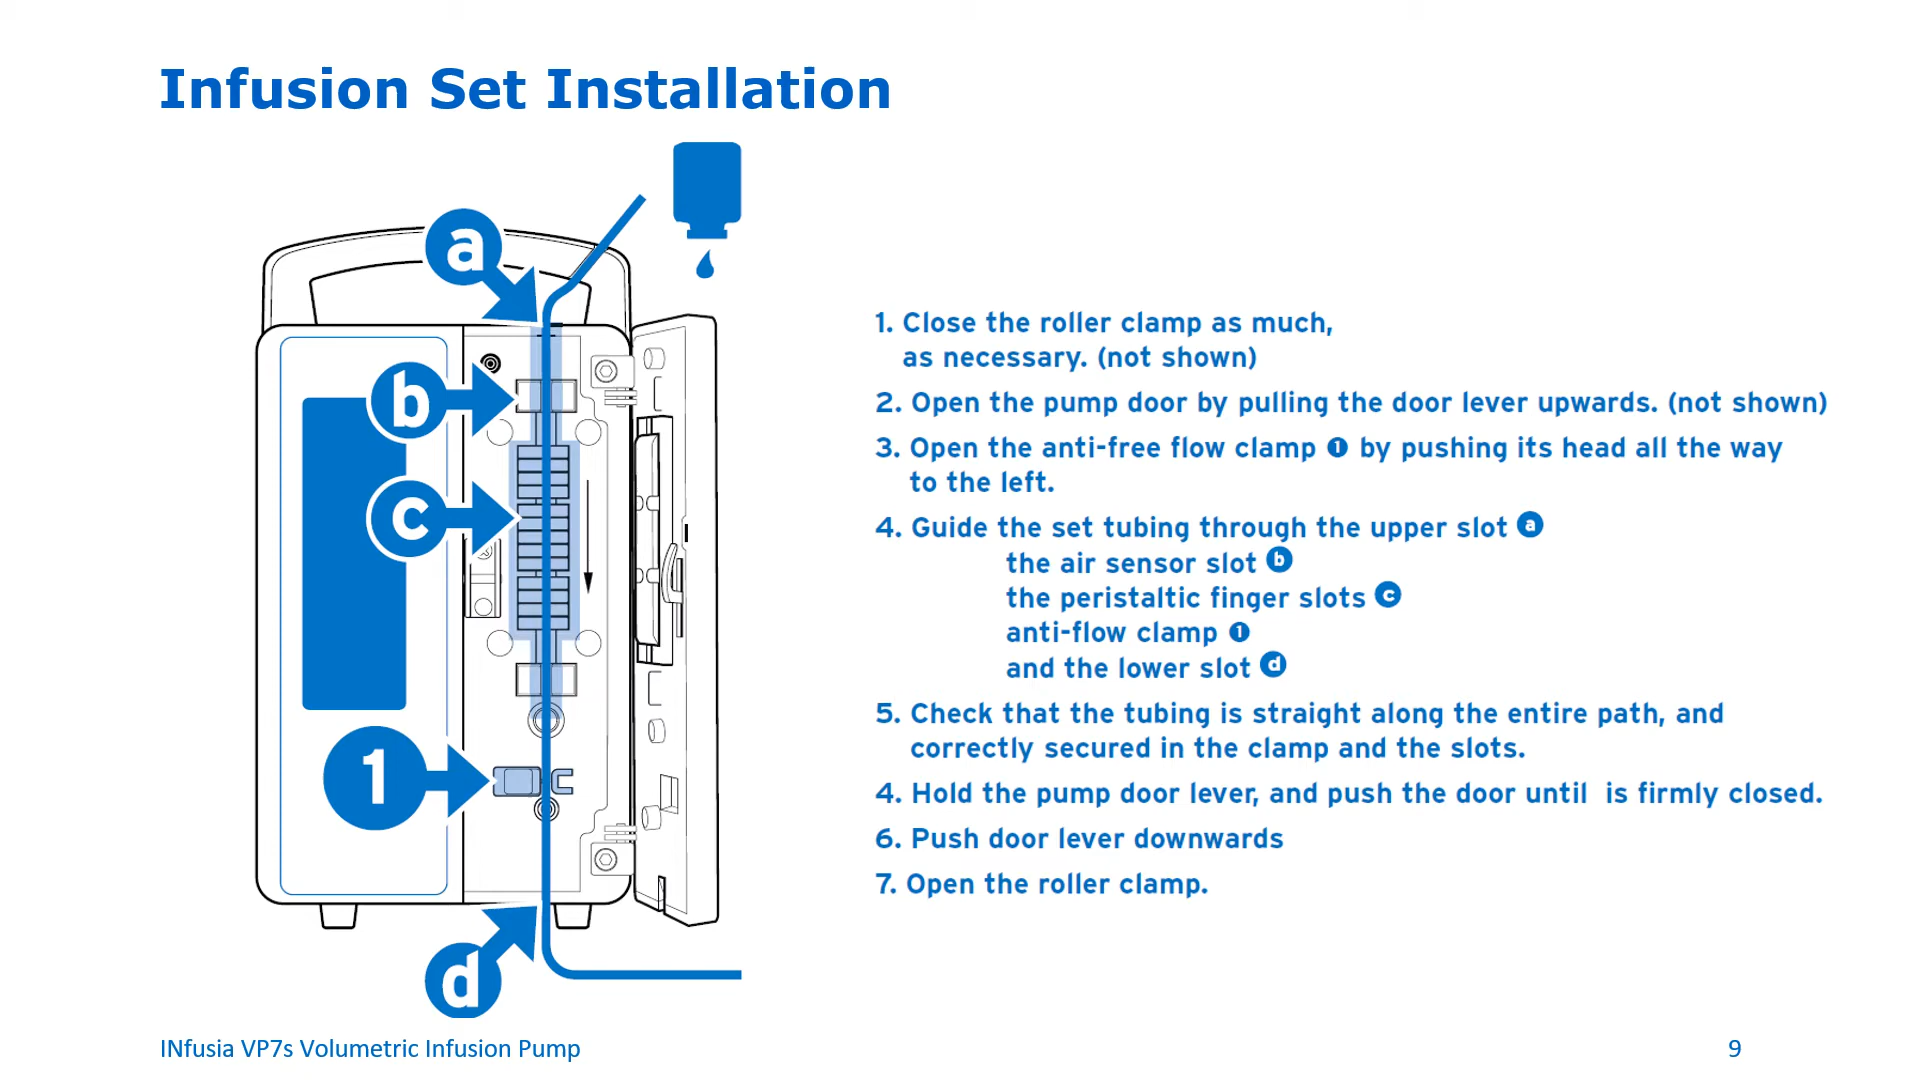 Infusion Set Installation
a
b
c
1
d
1. Close the roller clamp as much,
as necessary. (not shown)
2. Open the pump door by pulling the door lever upwards. (not shown)
3. Open the anti-free flow clamp 1 by pushing its head all the way
to the left.
4. Guide the set tubing through the upper slot a
the air sensor slot b
the peristaltic finger slots c
anti-flow clamp 1
and the lower slot d
5. Check that the tubing is straight along the entire path, and
correctly secured in the clamp and the slots.
4. Hold the pump door lever, and push the door until is firmly closed.
6. Push door lever downwards
7. Open the roller clamp.
INfusia VP7s Volumetric Infusion Pump
9